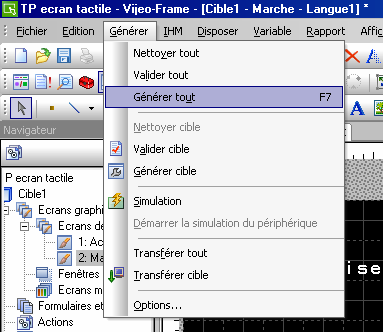 TP ecran tactile - Vijeo-Frame - [Cible1 - Marche - Langue1] *
Fichier Edition Générer IHM Disposer Variable Rapport
Nettoyer tout
Valider tout
Générer tout F7
Nettoyer cible
Valider cible
Générer cible
Simulation
Démarrer la simulation du périphérique
Transférer tout
Transférer cible
Options...
Navigateur
P ecran tactile
Cible1
Ecrans graphi
Ecrans de
1: Ac
2: Ma
Fenêtres
Ecrans m
Formulaires et
Actions
ise